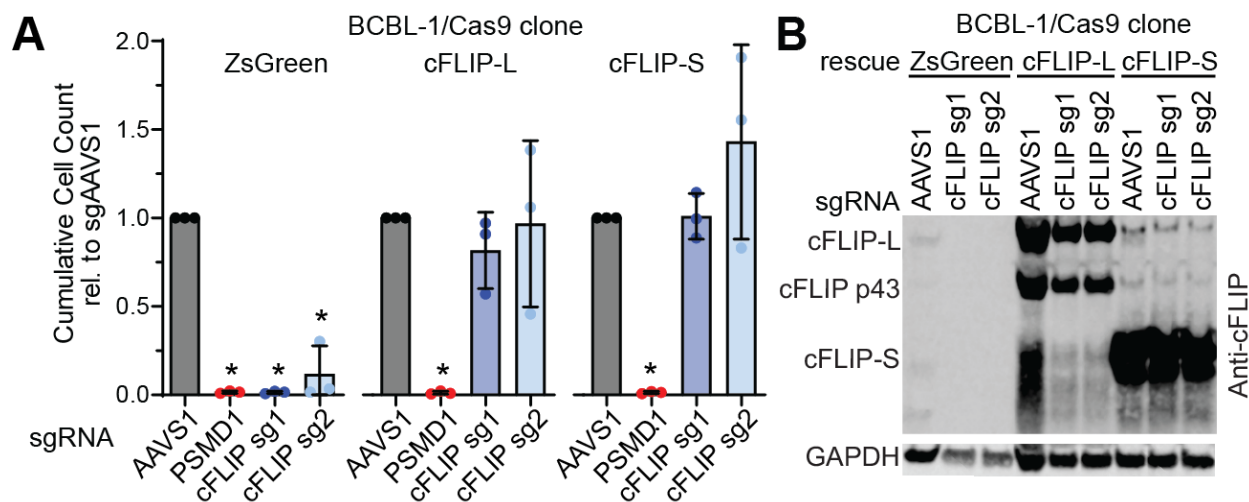 A
BCBL-1/Cas9 clone
ZsGreen
cFLIP-L
cFLIP-S
Cumulative Cell Count
rel. to sgAAVS1
2.0
1.5
1.0
0.5
0.0
* * *
*
*
sgRNA
AAVS1
PSMD1
cFLIP sg1
cFLIP sg2
AAVS1
PSMD1
cFLIP sg1
cFLIP sg2
AAVS1
PSMD1
cFLIP sg1
cFLIP sg2
B
BCBL-1/Cas9 clone
rescue ZsGreen cFLIP-L cFLIP-S
sgRNA
AAVS1
cFLIP sg1
cFLIP sg2
AAVS1
cFLIP sg1
cFLIP sg2
AAVS1
cFLIP sg1
cFLIP sg2
cFLIP-L
cFLIP p43
cFLIP-S
GAPDH
Anti-cFLIP